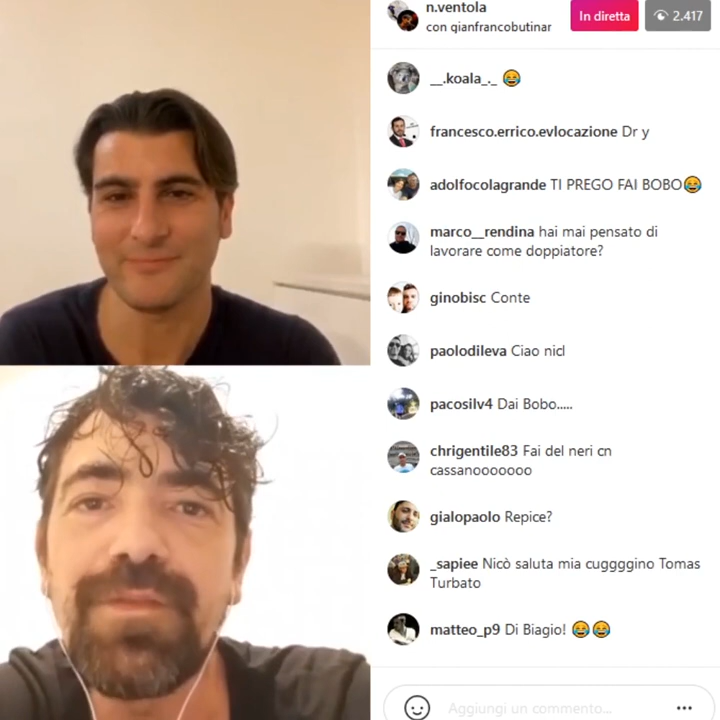 n.ventola
con gianfrancobutinar
In diretta
2.417
__.koala_._ 😂
francesco.errico.evlocazione Dr y
adolfocolagrande TI PREGO FAI BOBO😂
marco__rendina hai mai pensato di
lavorare come doppiatore?
ginobisc Conte
paolodileva Ciao nicl
pacosilv4 Dai Bobo.....
chrigentile83 Fai del neri cn
cassanooooooo
gialopaolo Repice?
_sapiee Nicò saluta mia cuggggino Tomas
Turbato
matteo_p9 Di Biagio! 😂😂
Aggiungi un commento...